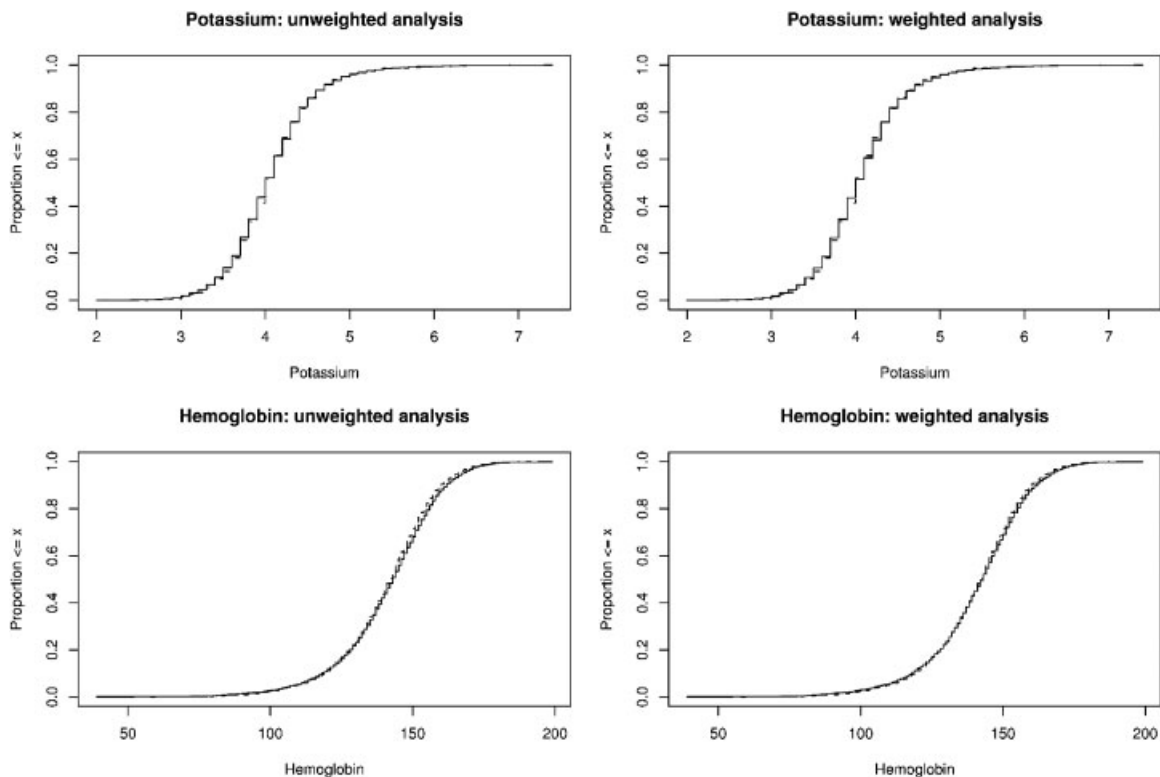 Potassium: unweighted analysis
Proportion <= x
0.0 0.2 0.4 0.6 0.8 1.0
2 3 4 5 6 7
Potassium
Potassium: weighted analysis
Proportion <= x
0.0 0.2 0.4 0.6 0.8 1.0
2 3 4 5 6 7
Potassium
Hemoglobin: unweighted analysis
Proportion <= x
0.0 0.2 0.4 0.6 0.8 1.0
50 100 150 200
Hemoglobin
Hemoglobin: weighted analysis
Proportion <= x
0.0 0.2 0.4 0.6 0.8 1.0
50 100 150 200
Hemoglobin